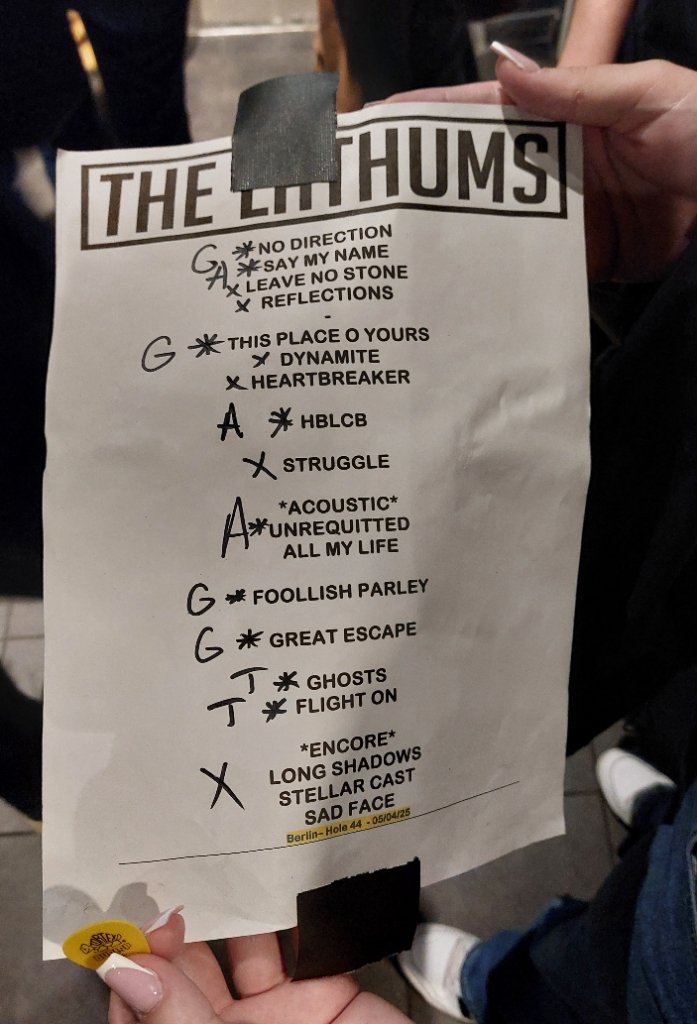 THE LATHUMS
G * NO DIRECTION
A * SAY MY NAME
X LEAVE NO STONE
X REFLECTIONS
-
G * THIS PLACE O YOURS
X DYNAMITE
X HEARTBREAKER
A * HBLCB
X STRUGGLE
*ACOUSTIC*
A * UNREQUITTED
ALL MY LIFE
G * FOOLLISH PARLEY
G * GREAT ESCAPE
T * GHOSTS
T * FLIGHT ON
*ENCORE*
X LONG SHADOWS
STELLAR CAST
SAD FACE
Berlin- Hole 44 - 05/04/25